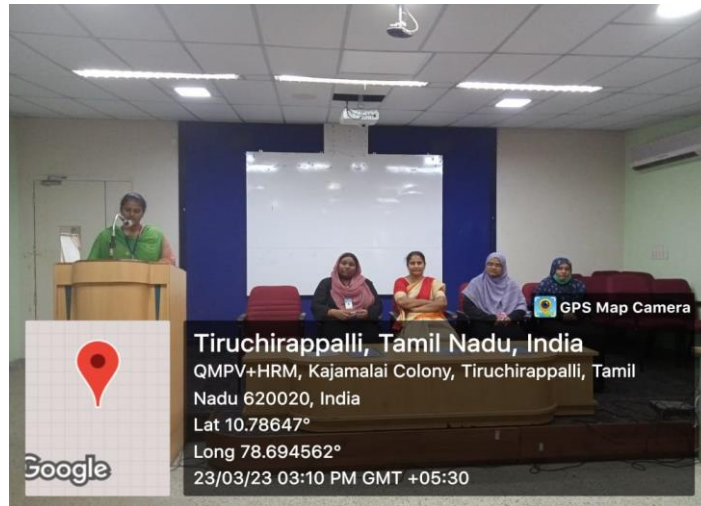 GPS Map Camera
Tiruchirappalli, Tamil Nadu, India
QMPV+HRM, Kajamalai Colony, Tiruchirappalli, Tamil
Nadu 620020, India
Lat 10.78647°
Long 78.694562°
23/03/23 03:10 PM GMT +05:30
Google